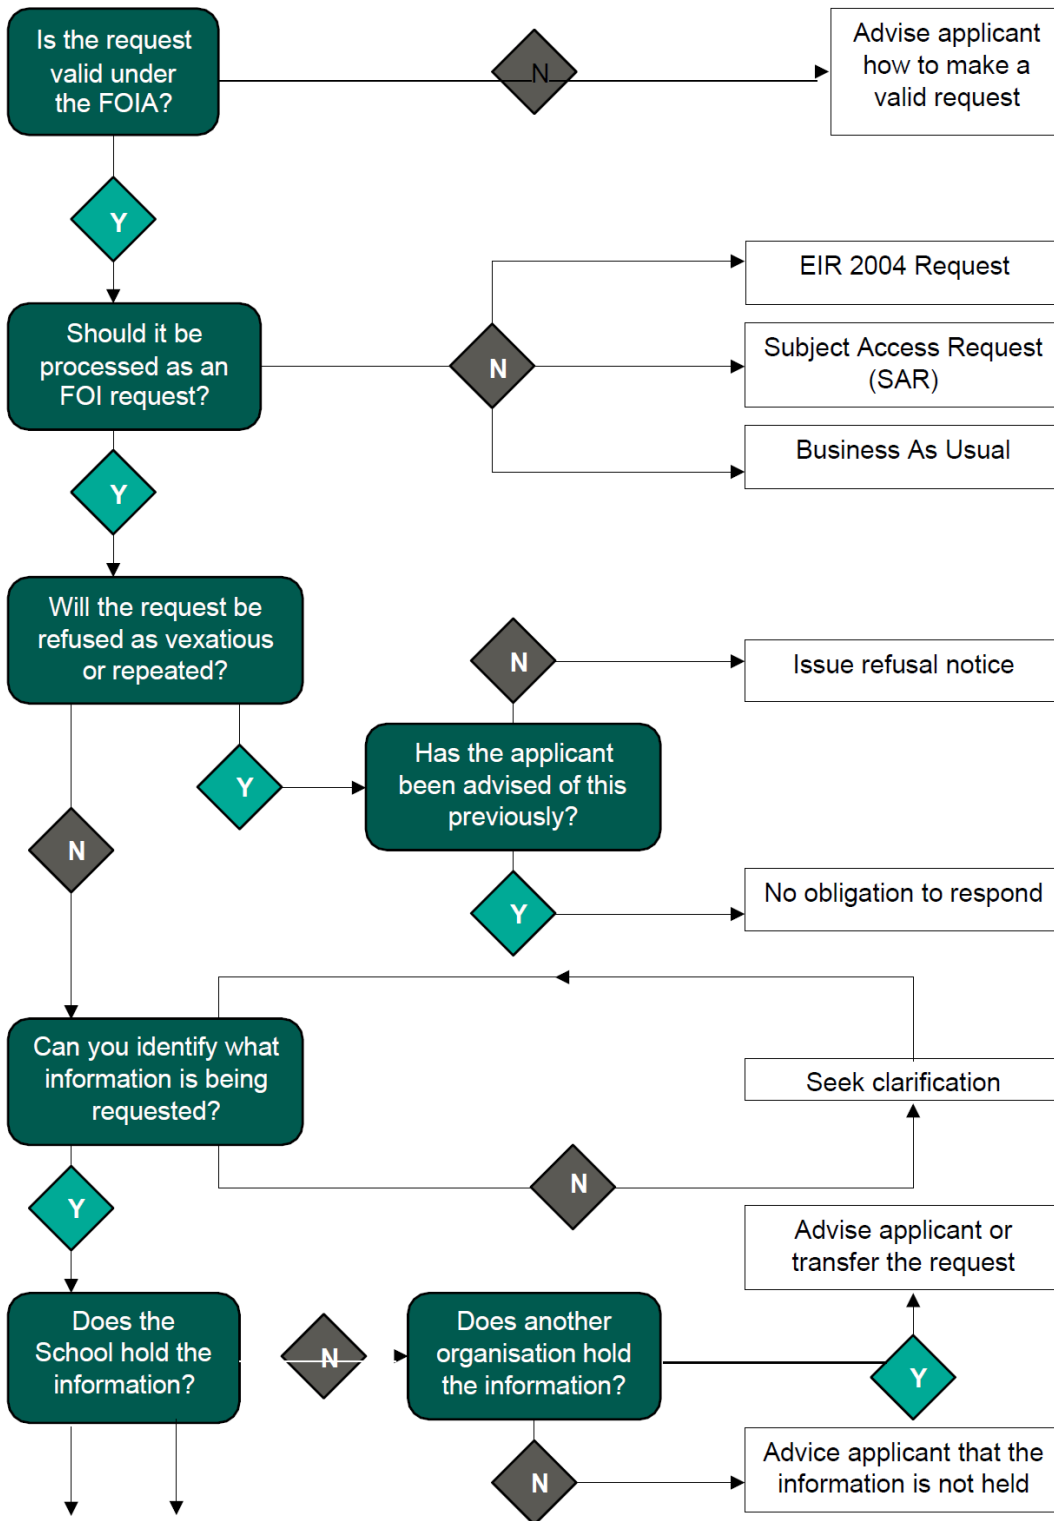 Is the request
valid under
the FOIA?
N
Advise applicant
how to make a
valid request
Y
Should it be
processed as an
FOI request?
N
EIR 2004 Request
Subject Access Request
(SAR)
Business As Usual
Y
Will the request be
refused as vexatious
or repeated?
N
Issue refusal notice
Y
Has the applicant
been advised of this
previously?
N
Y
No obligation to respond
Can you identify what
information is being
requested?
Seek clarification
N
Y
Advise applicant or
transfer the request
Does the
School hold the
information?
N
Does another
organisation hold
the information?
Y
N
Advice applicant that the
information is not held